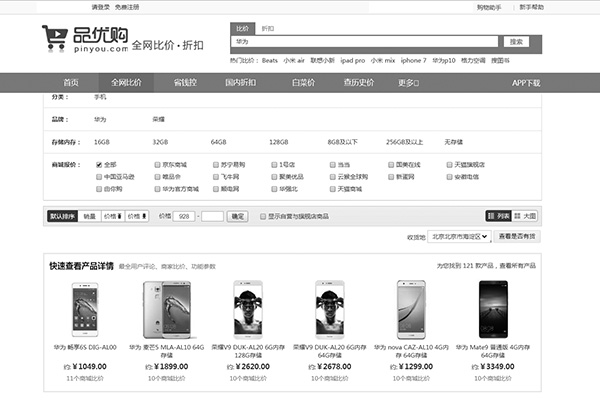 请登录 免费注册 购物助手 新手帮助
品优购
pinyou.com
全网比价·折扣
比价 折扣
华为 搜索
热门比价: Beats 小米 air 联想小新 ipad pro 小米 mix iphone 7 华为p10 格力空调 搜图书
首页 全网比价 省钱控 国内折扣 白菜价 查历史价 更多 APP下载
分类: 手机
品牌: 华为 荣耀
存储内存: 16GB 32GB 64GB 128GB 8GB及以下 256GB及以上 无存储
商城报价: 全部 京东商城 苏宁易购 1号店 当当 国美在线 天猫旗舰店
中国亚马逊 唯品会 飞牛网 聚美优品 云猴全球购 新蛋网 安徽电信
由你购 华为官方商城 顺电网 华强北 天猫商城
默认排序 销量 价格 价格 价格 928 - 确定 显示自营与旗舰店商品 列表 大图
收货地 北京北京市海淀区 查看是否有货
快速查看产品详情 最全用户评论、商家比价、功能参数 为您找到 121 款产品，查看所有产品
华为 畅享6S DIG-AL00 华为 麦芒5 MLA-AL10 64G存储 荣耀V9 DUK-AL20 6G内存 128G存储 荣耀V9 DUK-AL20 6G内存 64G存储 华为 nova CAZ-AL10 4G内存 64G存储 华为 Mate9 普通版 4G内存 64G存储
约: ¥1049.00 约: ¥1899.00 约: ¥2620.00 约: ¥2678.00 约: ¥1299.00 约: ¥3349.00
11个商城比价 10个商城比价 10个商城比价 10个商城比价 10个商城比价 10个商城比价